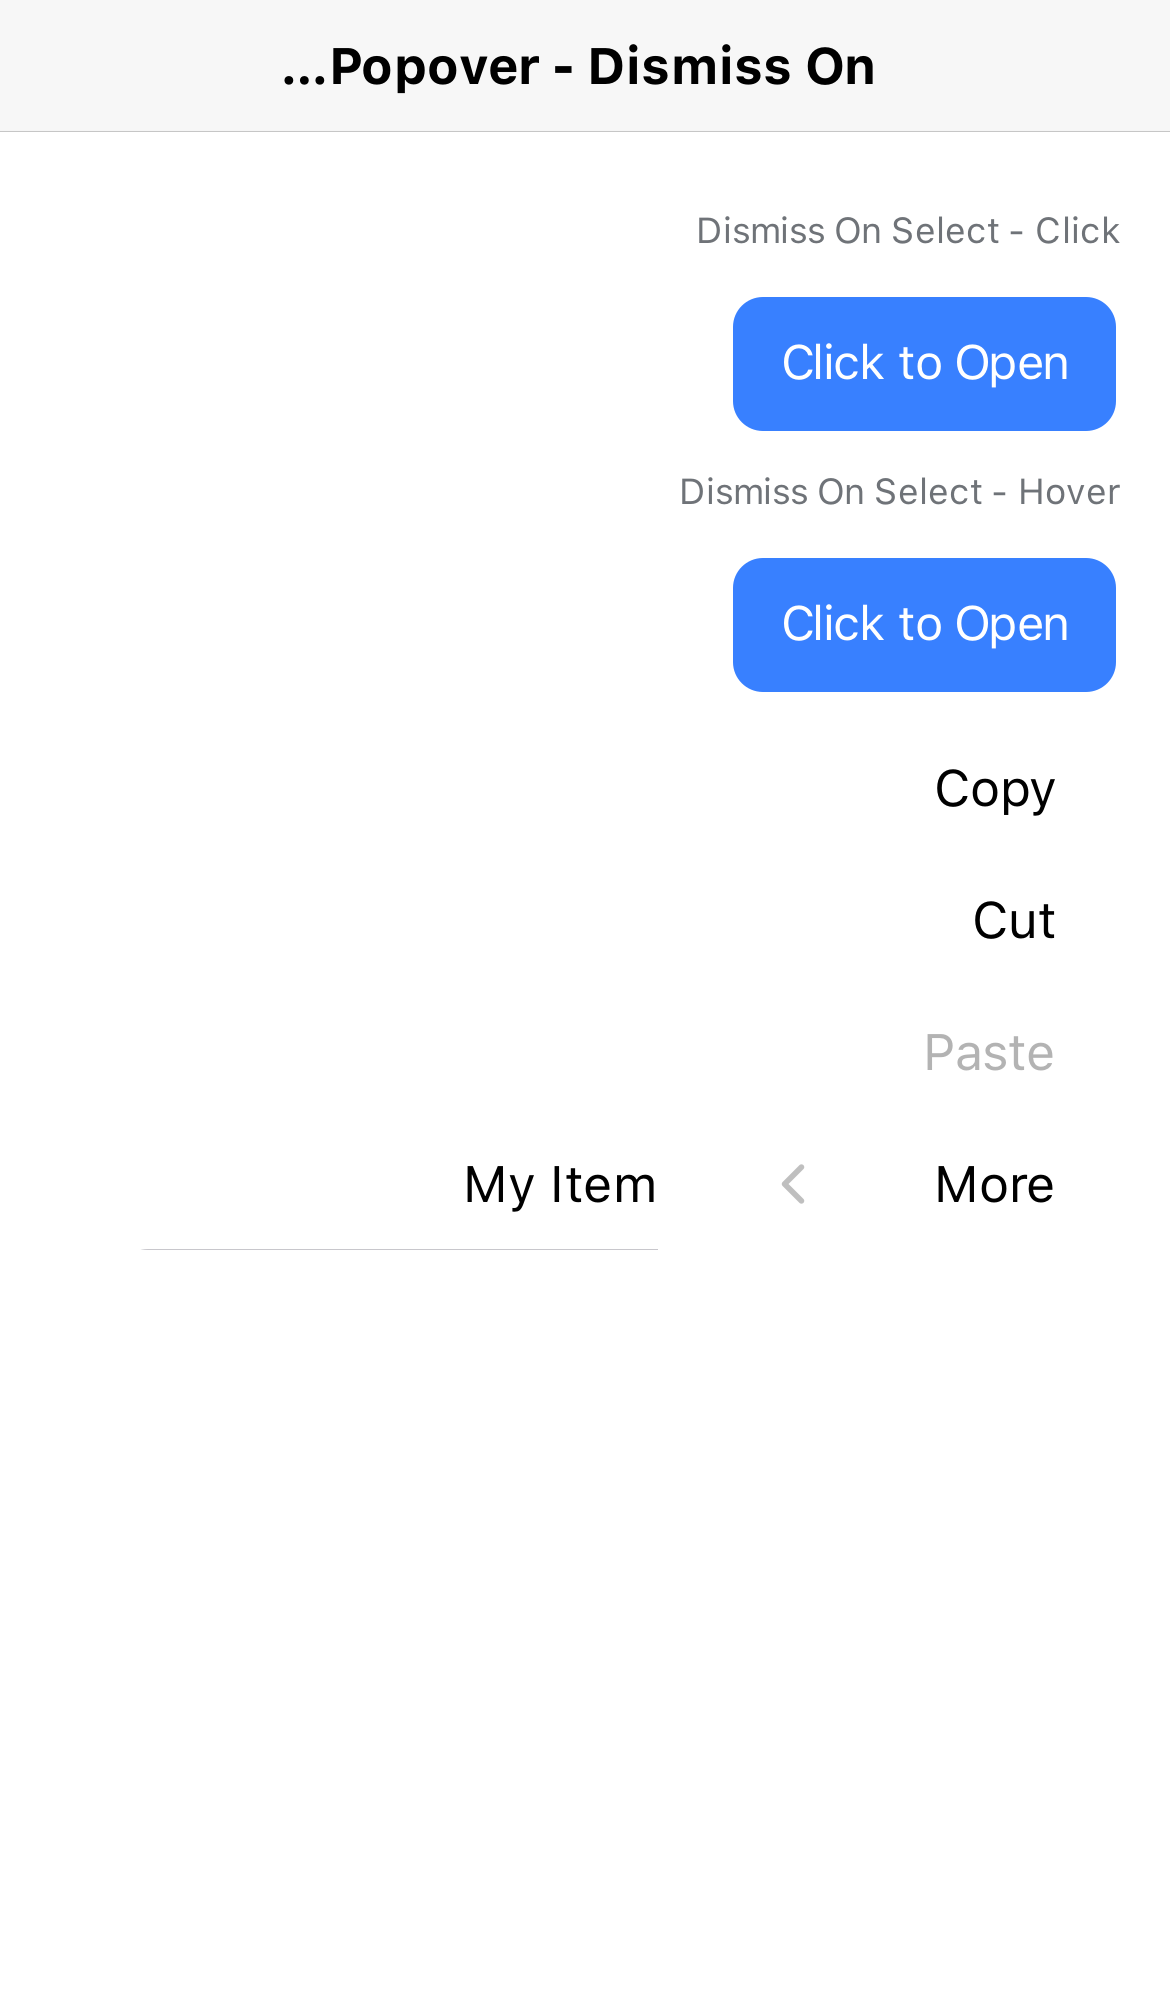 ...Popover - Dismiss On
Dismiss On Select - Click
Click to Open
Dismiss On Select - Hover
Click to Open
Copy
Cut
Paste
More
My Item